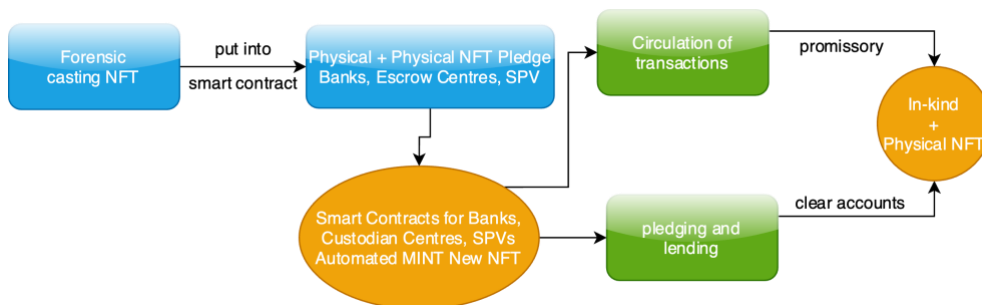 Forensic
casting NFT
put into
smart contract
Physical + Physical NFT Pledge
Banks, Escrow Centres, SPV
Circulation of
transactions
promissory
In-kind
+
Physical NFT
Smart Contracts for Banks,
Custodian Centres, SPVs
Automated MINT New NFT
pledging and
lending
clear accounts